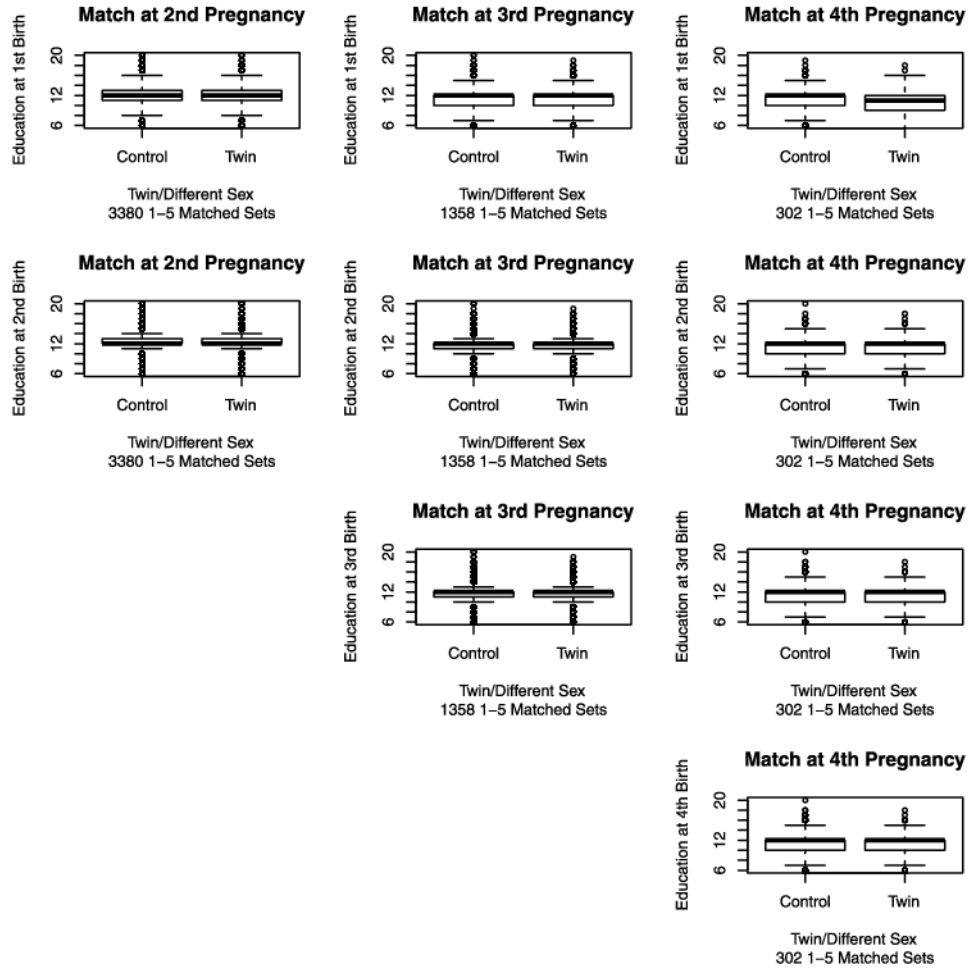 Match at 2nd Pregnancy
Education at 1st Birth
20
12
6
Control Twin
Twin/Different Sex
3380 1−5 Matched Sets
Match at 3rd Pregnancy
Education at 1st Birth
20
12
6
Control Twin
Twin/Different Sex
1358 1−5 Matched Sets
Match at 4th Pregnancy
Education at 1st Birth
20
12
6
Control Twin
Twin/Different Sex
302 1−5 Matched Sets
Match at 2nd Pregnancy
Education at 2nd Birth
20
12
6
Control Twin
Twin/Different Sex
3380 1−5 Matched Sets
Match at 3rd Pregnancy
Education at 2nd Birth
20
12
6
Control Twin
Twin/Different Sex
1358 1−5 Matched Sets
Match at 4th Pregnancy
Education at 2nd Birth
20
12
6
Control Twin
Twin/Different Sex
302 1−5 Matched Sets
Match at 3rd Pregnancy
Education at 3rd Birth
20
12
6
Control Twin
Twin/Different Sex
1358 1−5 Matched Sets
Match at 4th Pregnancy
Education at 3rd Birth
20
12
6
Control Twin
Twin/Different Sex
302 1−5 Matched Sets
Match at 4th Pregnancy
Education at 4th Birth
20
12
6
Control Twin
Twin/Different Sex
302 1−5 Matched Sets